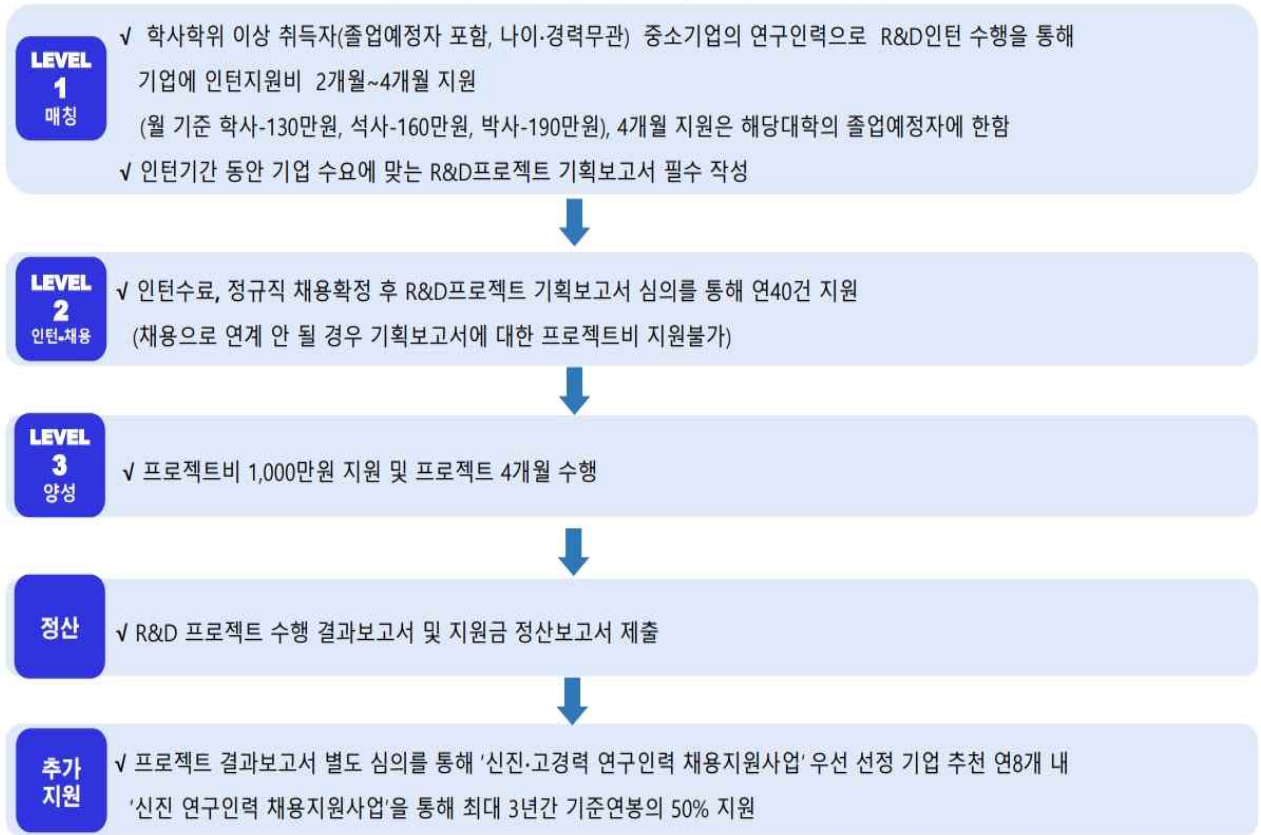 LEVEL
1
매칭
√ 학사학위 이상 취득자(졸업예정자 포함, 나이·경력무관) 중소기업의 연구인력으로 R&D인턴 수행을 통해
기업에 인턴지원비 2개월~4개월 지원
(월 기준 학사-130만원, 석사-160만원, 박사-190만원), 4개월 지원은 해당대학의 졸업예정자에 한함
√ 인턴기간 동안 기업 수요에 맞는 R&D프로젝트 기획보고서 필수 작성
LEVEL
2
인턴•채용
√ 인턴수료, 정규직 채용확정 후 R&D프로젝트 기획보고서 심의를 통해 연40건 지원
(채용으로 연계 안 될 경우 기획보고서에 대한 프로젝트비 지원불가)
LEVEL
3
양성
√ 프로젝트비 1,000만원 지원 및 프로젝트 4개월 수행
정산
√ R&D 프로젝트 수행 결과보고서 및 지원금 정산보고서 제출
추가
지원
√ 프로젝트 결과보고서 별도 심의를 통해 '신진·고경력 연구인력 채용지원사업' 우선 선정 기업 추천 연8개 내
'신진 연구인력 채용지원사업'을 통해 최대 3년간 기준연봉의 50% 지원